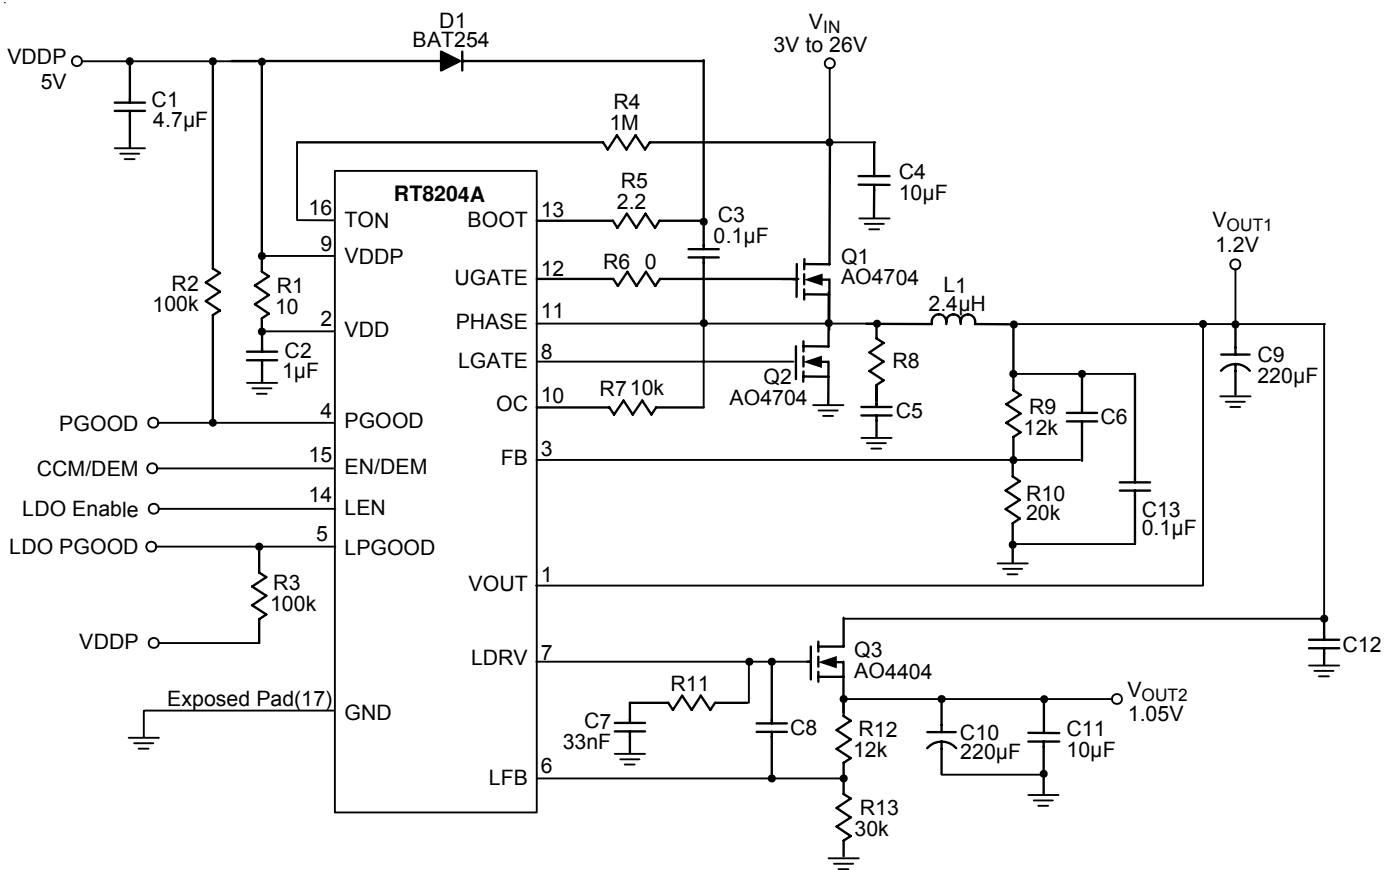 D1
BAT254
VIN
3V to 26V
VDDP
5V
C1
4.7µF
R4
1M
C4
10µF
RT8204A
R5
2.2
C3
0.1µF
16
TON
BOOT
13
VOUT1
1.2V
9
VDDP
R6 0
UGATE
12
Q1
AO4704
R2
100k
R1
10
L1
2.4µH
PHASE
11
2
VDD
LGATE
8
C2
1µF
Q2
AO4704
R8
C9
220µF
R7 10k
OC
10
C5
R9
12k
C6
PGOOD
4
PGOOD
FB
3
CCM/DEM
15
EN/DEM
LDO Enable
14
LEN
R10
20k
C13
0.1µF
LDO PGOOD
5
LPGOOD
VOUT
1
R3
100k
VDDP
LDRV
7
Q3
AO4404
C12
Exposed Pad(17)
GND
R11
C7
33nF
C8
R12
12k
C10
220µF
C11
10µF
VOUT2
1.05V
LFB
6
R13
30k